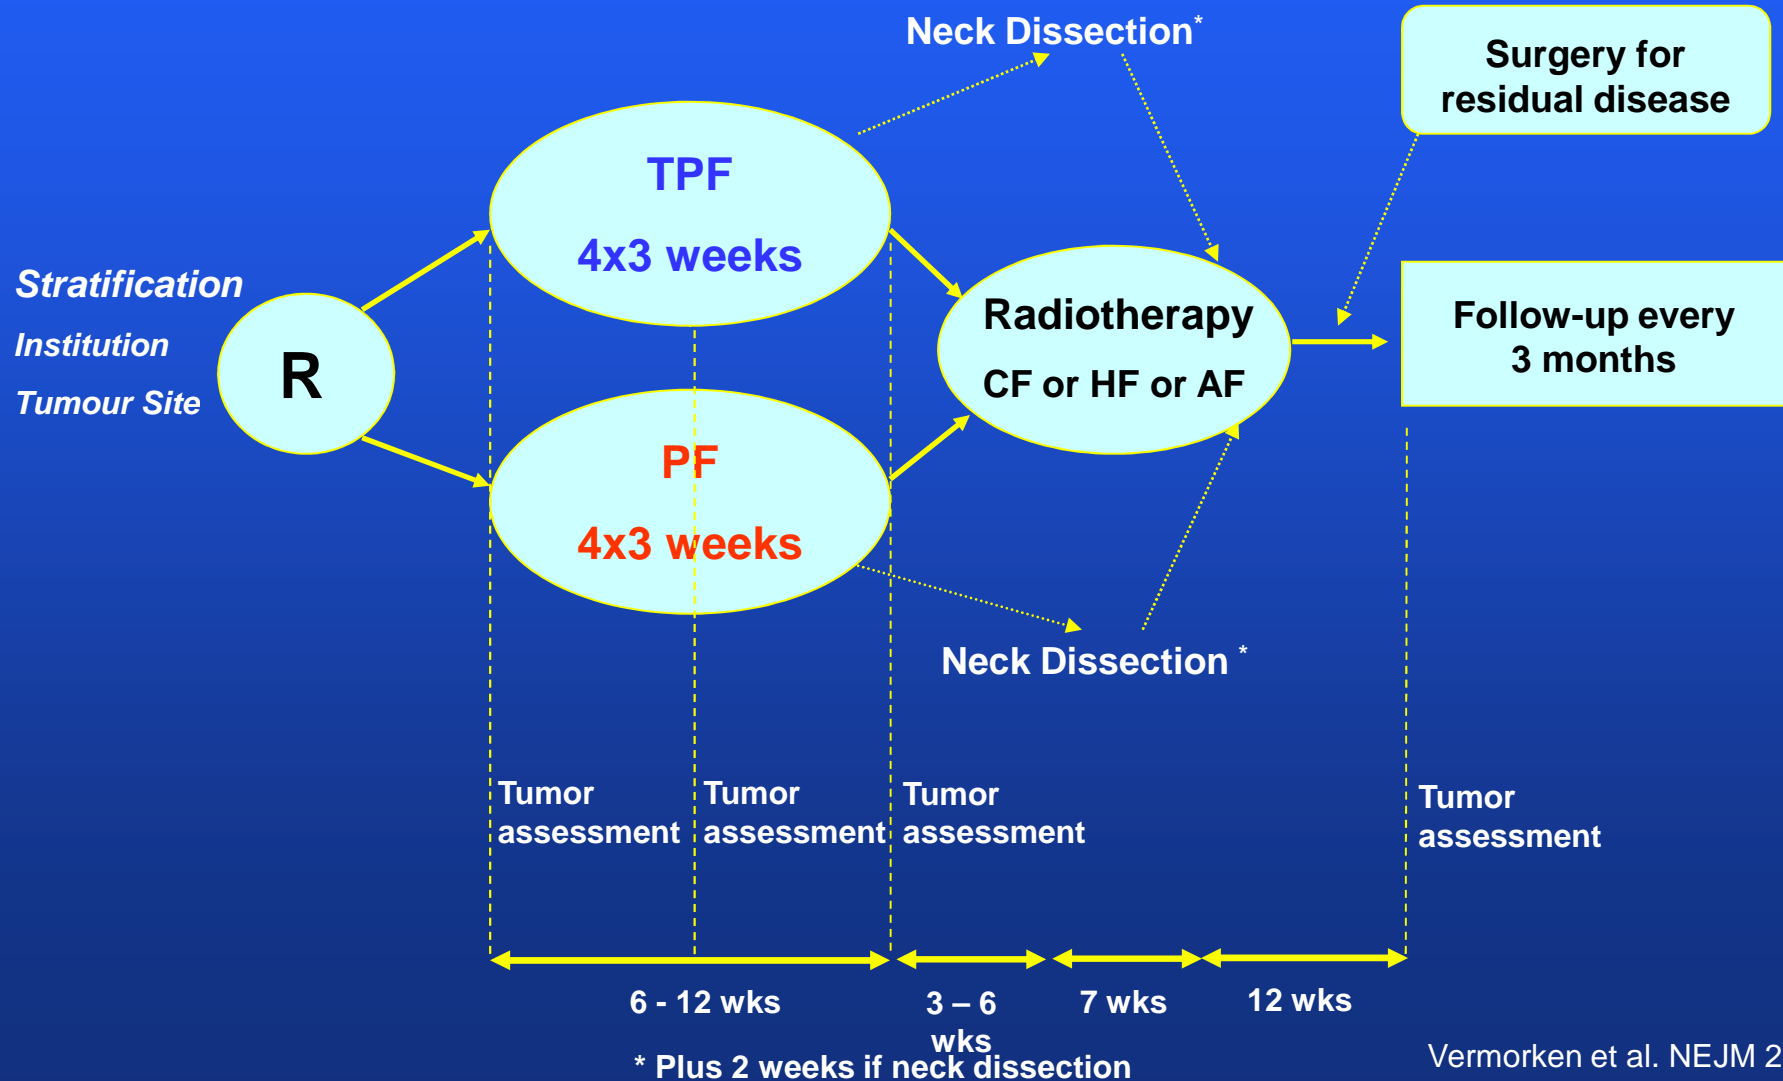 Neck Dissection*
Surgery for
residual disease
TPF
4x3 weeks
Stratification
Institution
Tumour Site
R
Radiotherapy
CF or HF or AF
Follow-up every
3 months
PF
4x3 weeks
Neck Dissection *
Tumor
assessment
Tumor
assessment
Tumor
assessment
Tumor
assessment
6 - 12 wks
3 – 6
wks
7 wks
12 wks
* Plus 2 weeks if neck dissection
Vermorken et al. NEJM 2